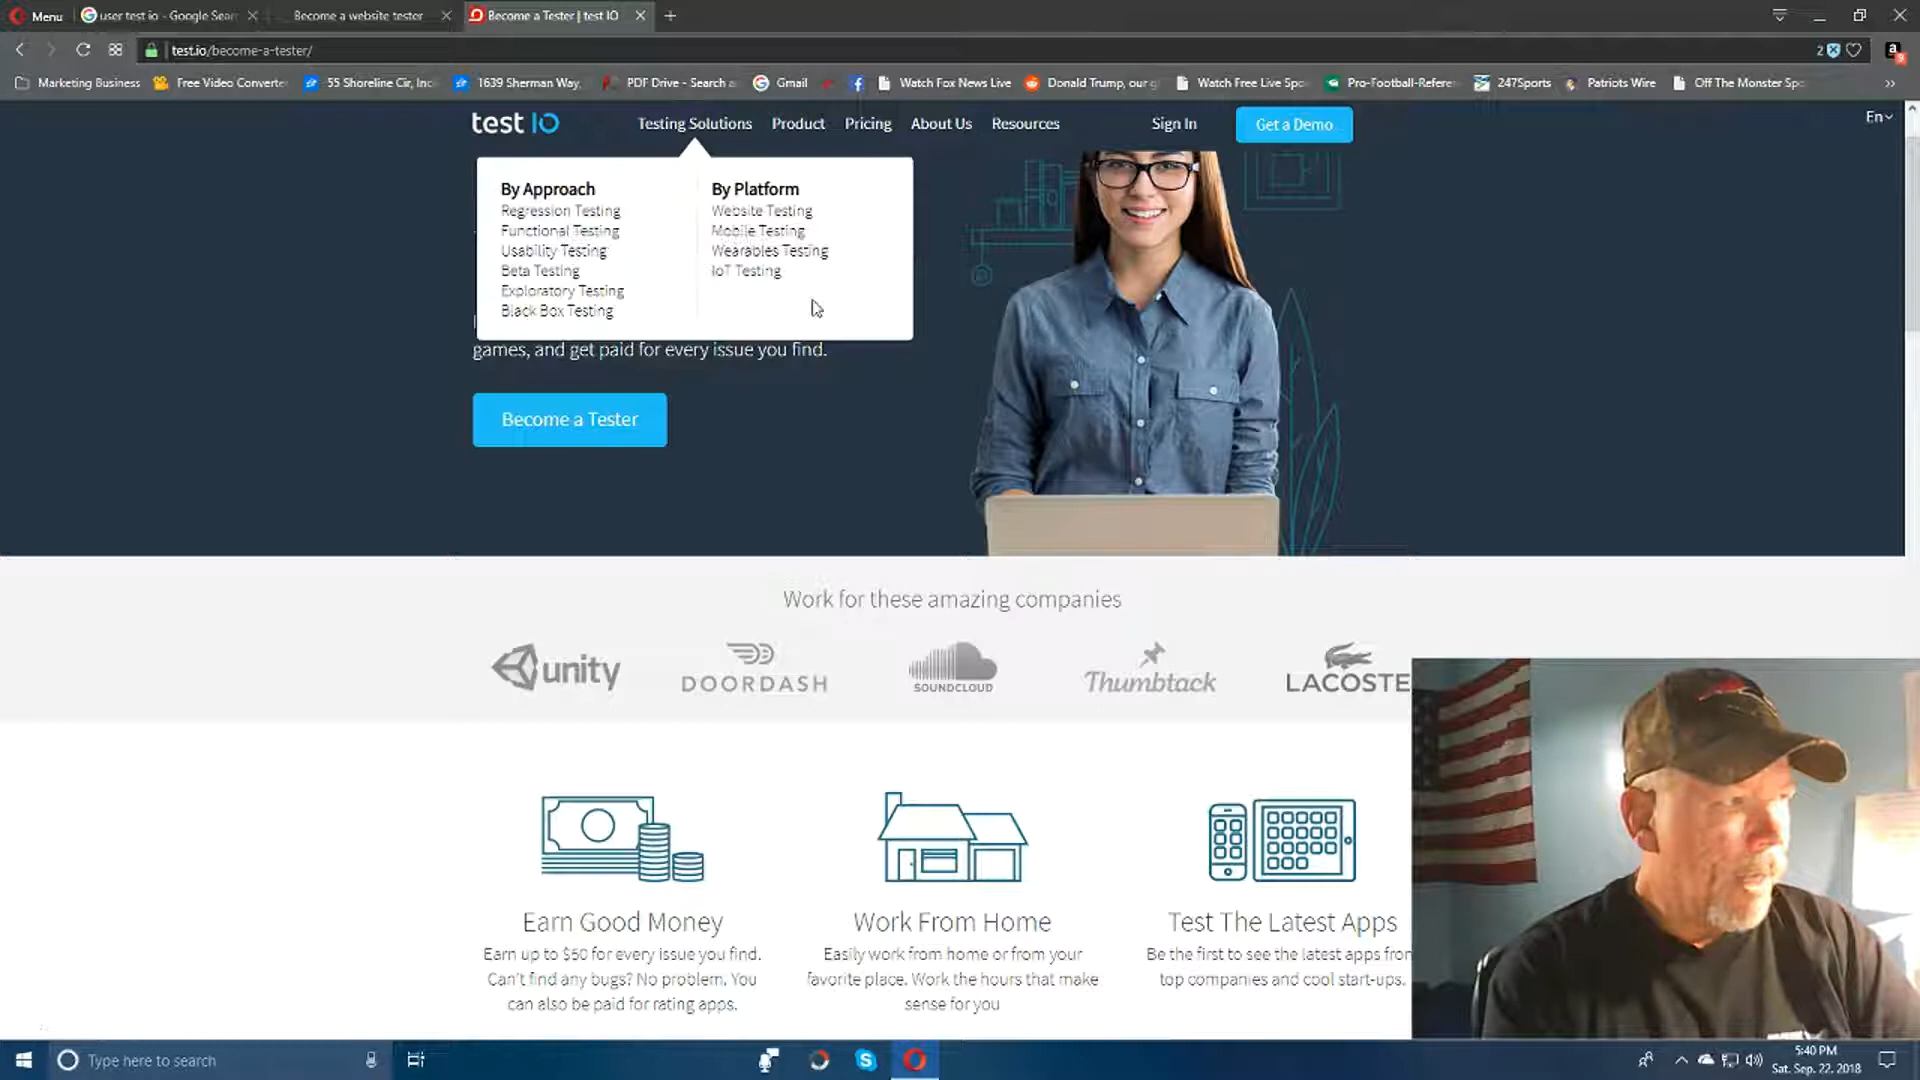 Menu
user test io - Google Sear
Become a website tester
Become a Tester | test IO
test.io/become-a-tester/
2
Marketing Business
Free Video Converte
55 Shoreline Cir, Inc
1639 Sherman Way,
PDF Drive - Search a
Gmail
Watch Fox News Live
Donald Trump, our g
Watch Free Live Spo
Pro-Football-Refere
247Sports
Patriots Wire
Off The Monster Spo
test IO
Testing Solutions
Product
Pricing
About Us
Resources
Sign In
Get a Demo
En
By Approach
Regression Testing
Functional Testing
Usability Testing
Beta Testing
Exploratory Testing
Black Box Testing
By Platform
Website Testing
Mobile Testing
Wearables Testing
IoT Testing
games, and get paid for every issue you find.
Become a Tester
Work for these amazing companies
unity
DOORDASH
SOUNDCLOUD
Thumbtack
LACOSTE
Earn Good Money
Earn up to $50 for every issue you find.
Can't find any bugs? No problem. You
can also be paid for rating apps.
Work From Home
Easily work from home or from your
favorite place. Work the hours that make
sense for you
Test The Latest Apps
Be the first to see the latest apps from
top companies and cool start-ups.
Type here to search
5:40 PM
Sat. Sep. 22, 2018